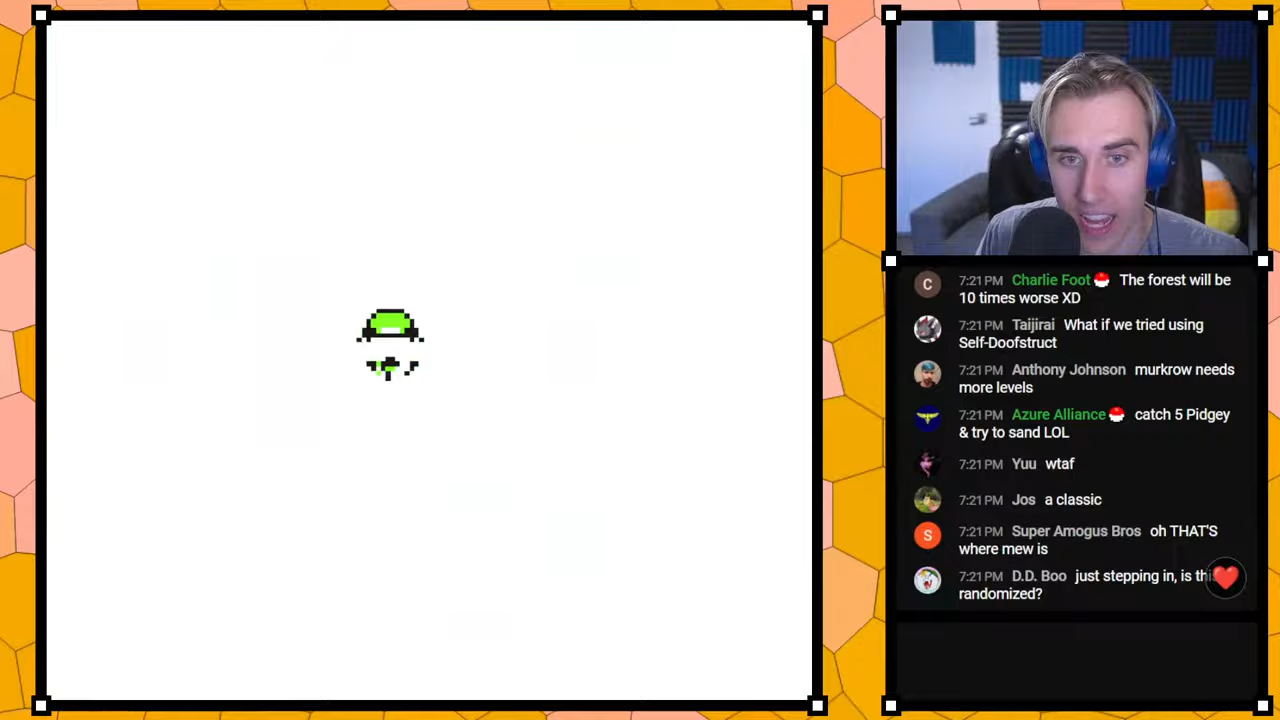 C 7:21 PM Charlie Foot The forest will be
10 times worse XD
7:21 PM Taijirai What if we tried using
Self-Doofstruct
7:21 PM Anthony Johnson murkrow needs
more levels
7:21 PM Azure Alliance catch 5 Pidgey
& try to sand LOL
7:21 PM Yuu wtaf
7:21 PM Jos a classic
S 7:21 PM Super Amogus Bros oh THAT'S
where mew is
7:21 PM D.D. Boo just stepping in, is this
randomized?